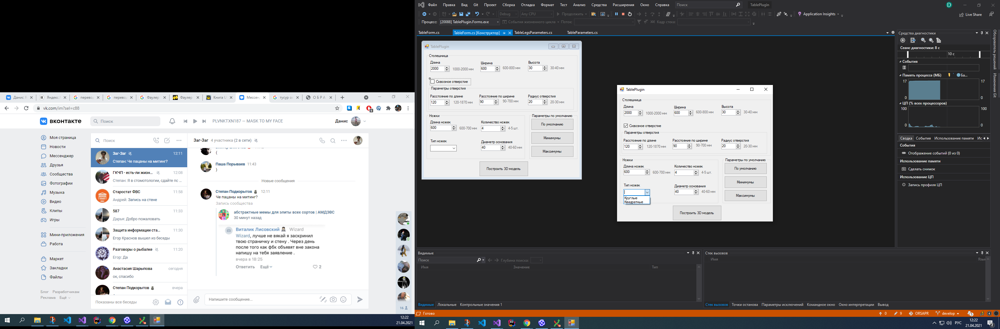 Данис Я
Яндекс.
перевод
перевод
Фаулер
Фаулер
Книга U
Мессенд
тусур ос
О Б Р А
vk.com/im?sel=c88
1
вконтакте
Поиск
PLVNKTXN187 — MASK TO MY FACE
Данис
Моя страница
Новости
Мессенджер
Друзья
Сообщества
Фотографии
Музыка
Видео
Клипы
Игры
Мини-приложения
Работа
Маркет
Закладки
Файлы
Блог Разработчикам
Реклама Ещё
Поиск
Заг-Заг 12:11
Степан: Че пацаны на митинг?
ГКЧП - есть-ли жизн... 12:08
Степан: Я в стомотологии, сдайте пс ...
Старостат ФВС 11:58
Андрей: Запись на стене
587 11:33
Дарья: Добро пожаловать
Защита информации ста... 11:30
Егор Краснов вышел из беседы
Разговоры о рыбалке 11:20
Егор: Да
Анастасия Шарыпова сегодня
ок, спасибо
Степан Подкорытов вчера
Показаны все беседы
Заг-Заг 4 участника (2 в сети)
(
Паша Порываев 11:43
)
Новые сообщения
Степан Подкорытов 12:11
Че пацаны на митинг?
Запись сообщества
абстрактные мемы для элиты всех сортов | АМДЭВС
30 минут назад
Виталик Лисовский Wizard
Wizard, лучше не вякай я заскринил
твою страничку и стену . Через день
после того как фбк объявят вне закона
напишу на тебя заявление .
вчера в 18:25
Ответить Ещё 2
Напишите сообщение...
16
12:22
21.04.2021
Файл Правка Вид Git Проект Сборка Отладка Формат Тест Анализ Средства Расширения Окно Справка Поиск TablePlugin D
Debug Any CPU Продолжить Application Insights Live Share
Процесс: [20088] TablePlugin.Forms.exe События жизненного цикла Поток: Кадр стека:
TableForm.cs TableForm.cs [Конструктор] TableLegsParameters.cs TableParameters.cs
TablePlugin
Столешница
Длина Ширина Высота
2000 1000-2000 мм 600 600-800 мм 30 30-40 мм
Сквозное отверстие
Параметры отверстия
Расстояние по длине Расстояние по ширине Радиус отверстия
120 120-1870 мм 90 90-700 мм 20 20-30 мм
Ножки Параметры по умолчанию
Длина ножек Количество ножек По умолчанию
600 600-700 мм 4 4-5 шт.
Минимумы
Тип ножек Диаметр основания
40 40-60 мм Максимумы
Построить 3D модель
TablePlugin
Столешница
Длина Ширина Высота
2000 1000-2000 мм 600 600-800 мм 30 30-40 мм
Сквозное отверстие
Параметры отверстия
Расстояние по длине Расстояние по ширине Радиус отверстия
120 120-1870 мм 90 90-700 мм 20 20-30 мм
Ножки Параметры по умолчанию
Длина ножек Количество ножек По умолчанию
600 600-700 мм 4 4-5 шт.
Минимумы
Тип ножек Диаметр основания
40 40-60 мм Максимумы
Круглые
Квадратные
Построить 3D модель
Средства диагностики
Сеанс диагностики: 8 с
10 с
События
Память процесса (МБ) Ба...
17 17
0 0
ЦП (% всех процессоров)
100 100
0 0
Сводка События Использование памяти Ис
События
Отображение событий (0 из 0)
Использование памяти
Сделать снимок
Использование ЦП
Запись профиля ЦП
Обозреватель решений
Изменения Git
Видимые
Поиск Глубина поиска:
Имя Значение Тип
Видимые Локальные Контрольные значения 1
Стек вызовов
Имя Язы
Стек вызовов Точки останова Параметры исключений Командное окно Окно интерпретации Вывод
Готово 0 9 ORSAPR develop 5
РУС 12:22
21.04.2021 2